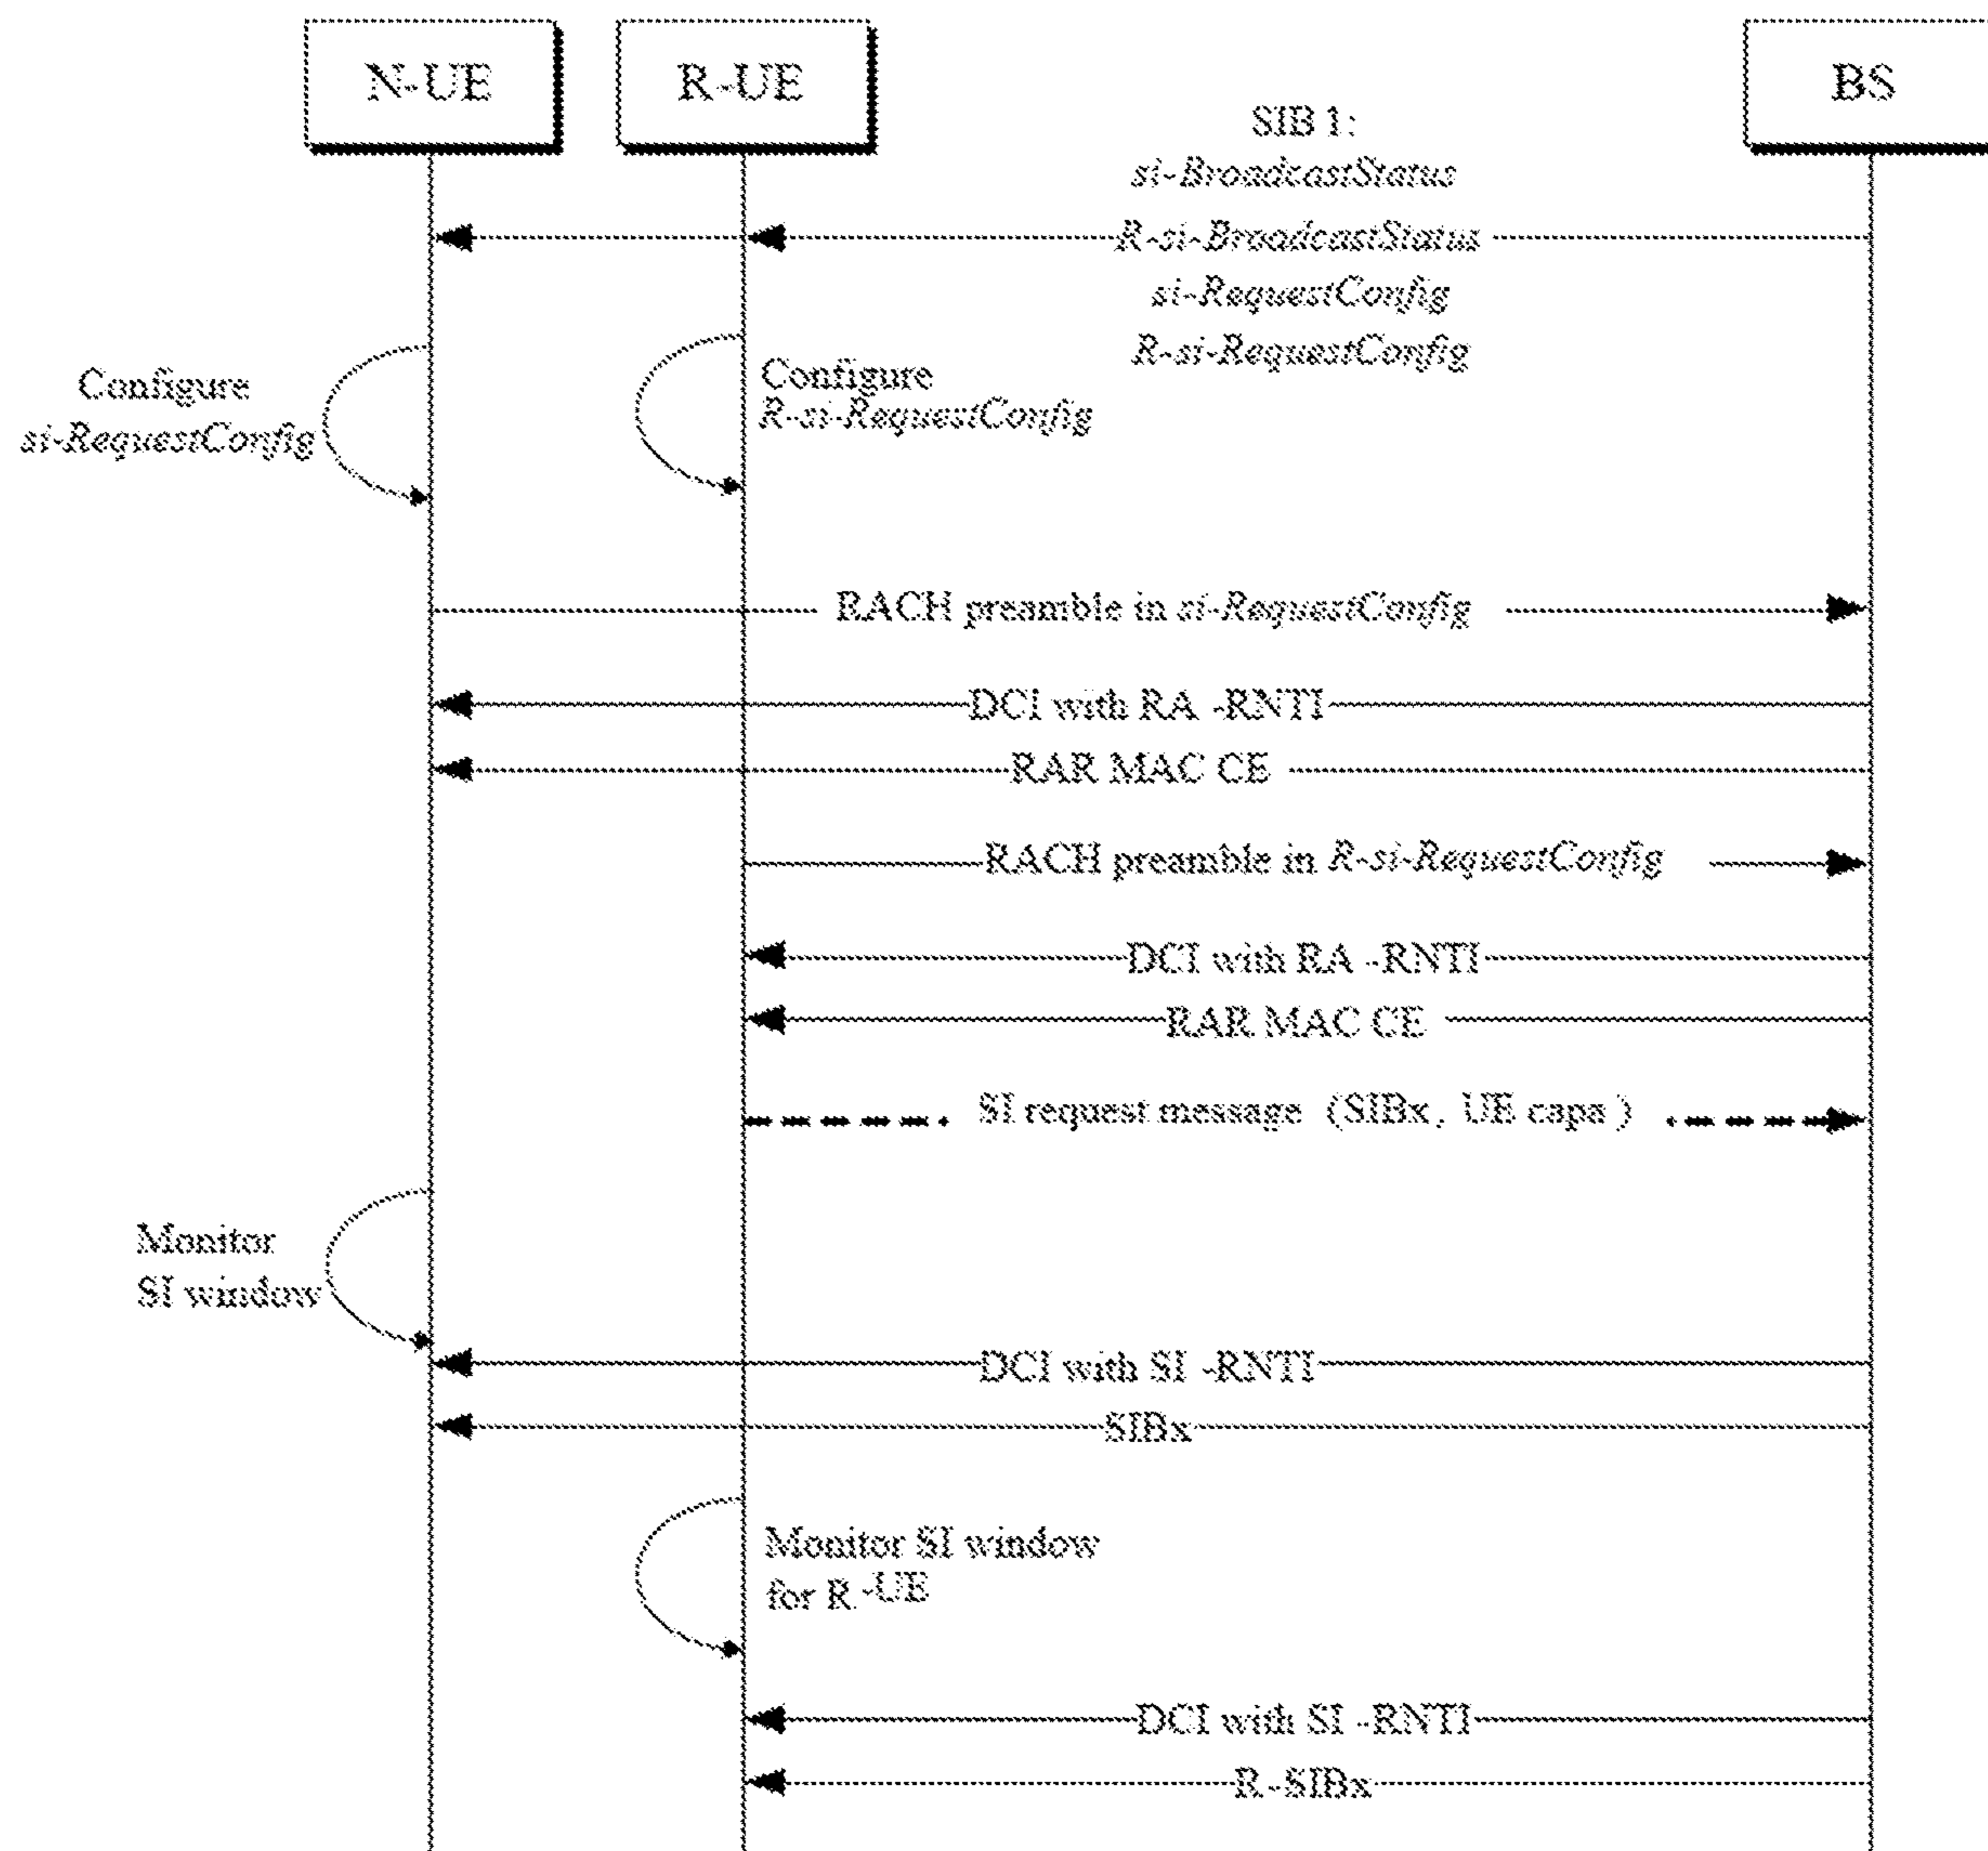 N-UE
R-UE
BS
SIB 1:
si-BroadcastStatus
R-si-BroadcastStatus
si-RequestConfig
R-si-RequestConfig
Configure
si-RequestConfig
Configure
R-si-RequestConfig
RACH preamble in si-RequestConfig
DCI with RA -RNTI
RAR MAC CE
RACH preamble in R-si-RequestConfig
DCI with RA -RNTI
RAR MAC CE
SI request message (SIBx, UE capa )
Monitor
SI window
DCI with SI -RNTI
SIBx
Monitor SI window
for R -UE
DCI with SI -RNTI
R -SIBx